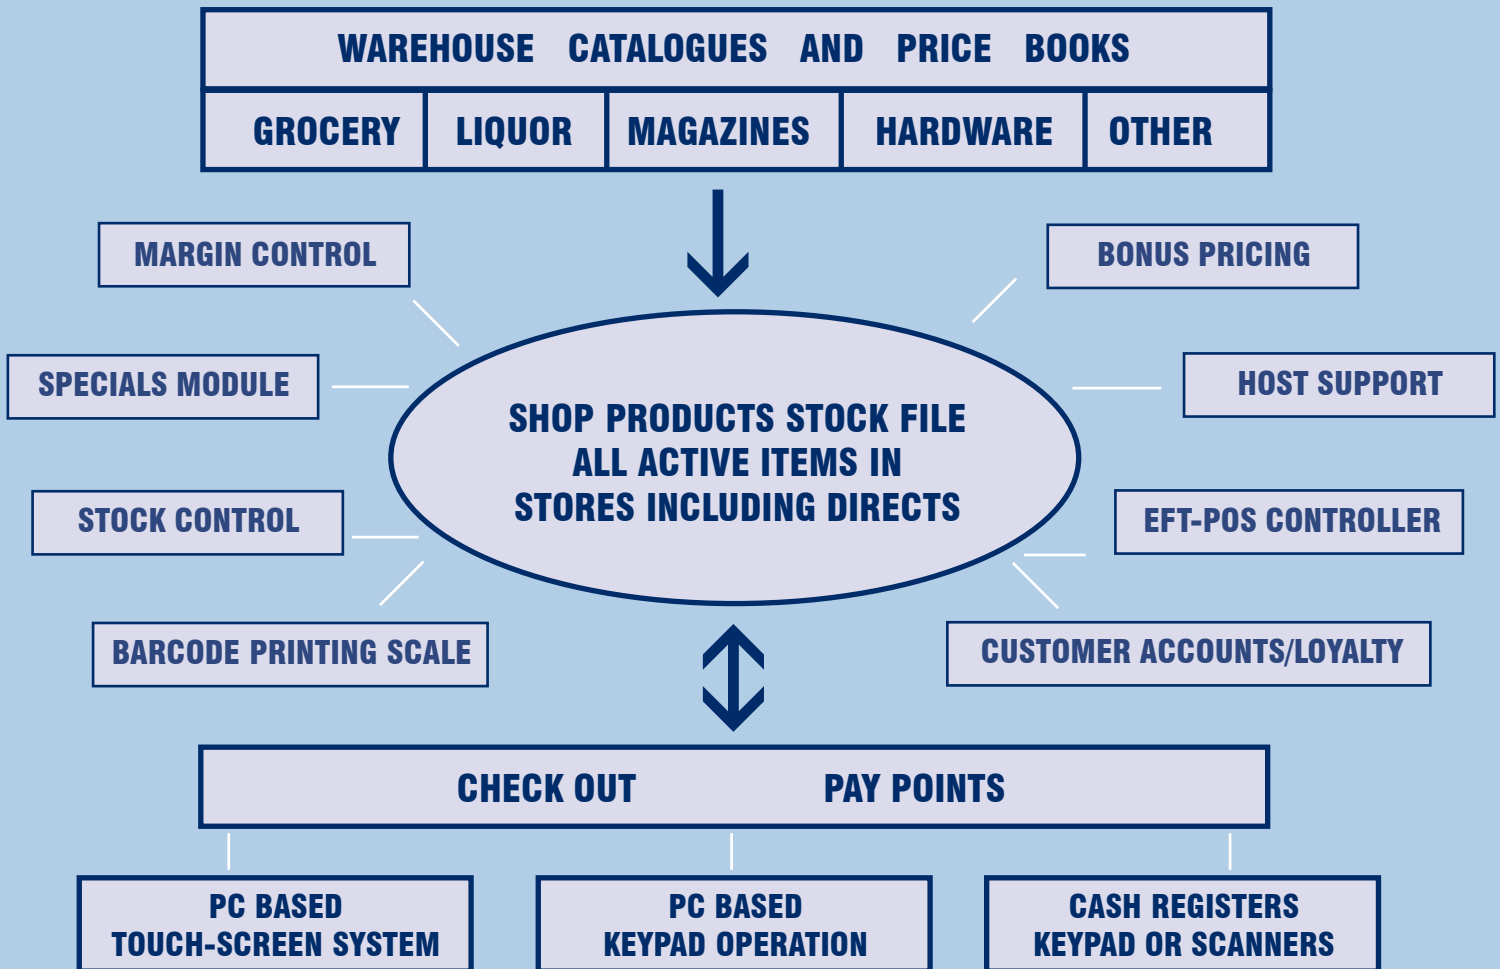 WAREHOUSE CATALOGUES AND PRICE BOOKS
GROCERY LIQUOR MAGAZINES HARDWARE OTHER
MARGIN CONTROL
BONUS PRICING
SPECIALS MODULE
HOST SUPPORT
SHOP PRODUCTS STOCK FILE
ALL ACTIVE ITEMS IN
STORES INCLUDING DIRECTS
STOCK CONTROL
EFT-POS CONTROLLER
BARCODE PRINTING SCALE
CUSTOMER ACCOUNTS/LOYALTY
CHECK OUT PAY POINTS
PC BASED
TOUCH-SCREEN SYSTEM
PC BASED
KEYPAD OPERATION
CASH REGISTERS
KEYPAD OR SCANNERS